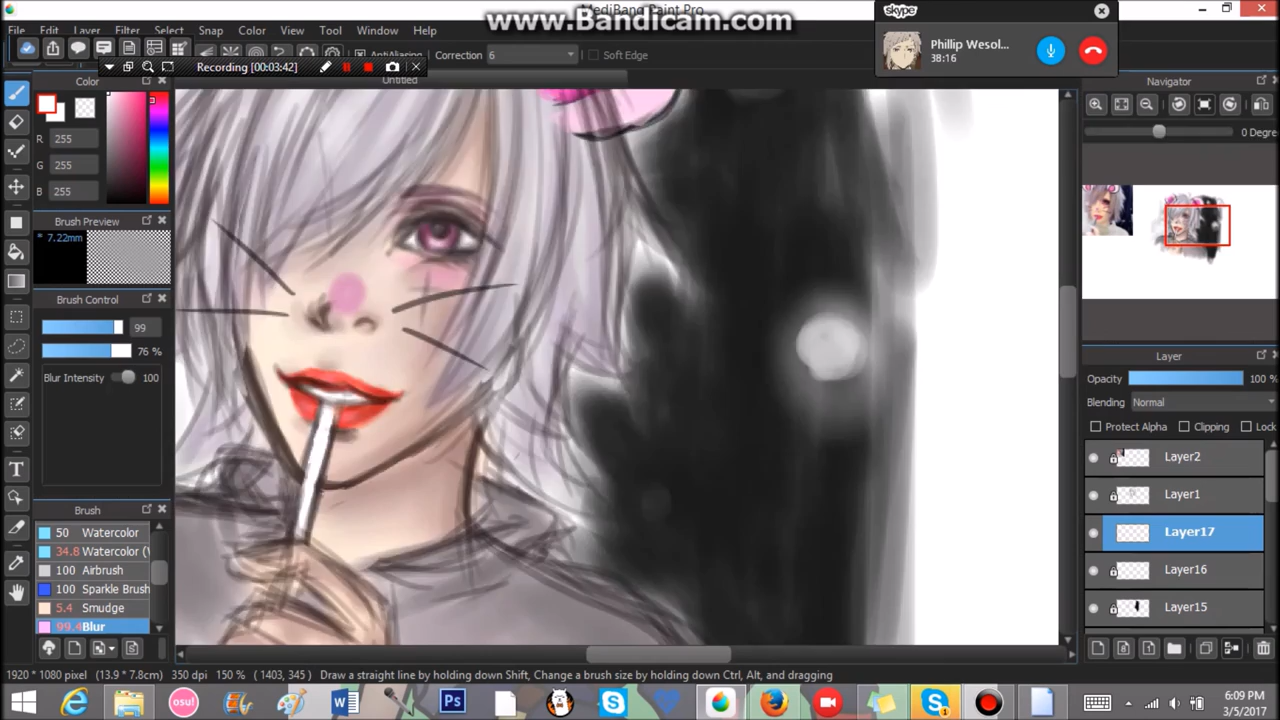 MediBang Paint Pro
www.Bandicam.com
File Edit Layer Filter Select Snap Color View Tool Window Help
AntiAliasing Correction 6 Soft Edge
Recording [00:03:42]
Untitled
skype
Phillip Wesol...
38:16
Color
R 255
G 255
B 255
Brush Preview
* 7.22mm
Brush Control
99
76 %
Blur Intensity 100
Brush
50 Watercolor
34.8 Watercolor (
100 Airbrush
100 Sparkle Brush
5.4 Smudge
99.4 Blur
Navigator
0 Degree
Layer
Opacity 100 %
Blending Normal
Protect Alpha Clipping Lock
Layer2
Layer1
Layer17
Layer16
Layer15
1920 * 1080 pixel (13.9 * 7.8cm) 350 dpi 150 % ( 1403, 345 ) Draw a straight line by holding down Shift, Change a brush size by holding down Ctrl, Alt, and dragging
osu!
Ps
1
6:09 PM
3/5/2017